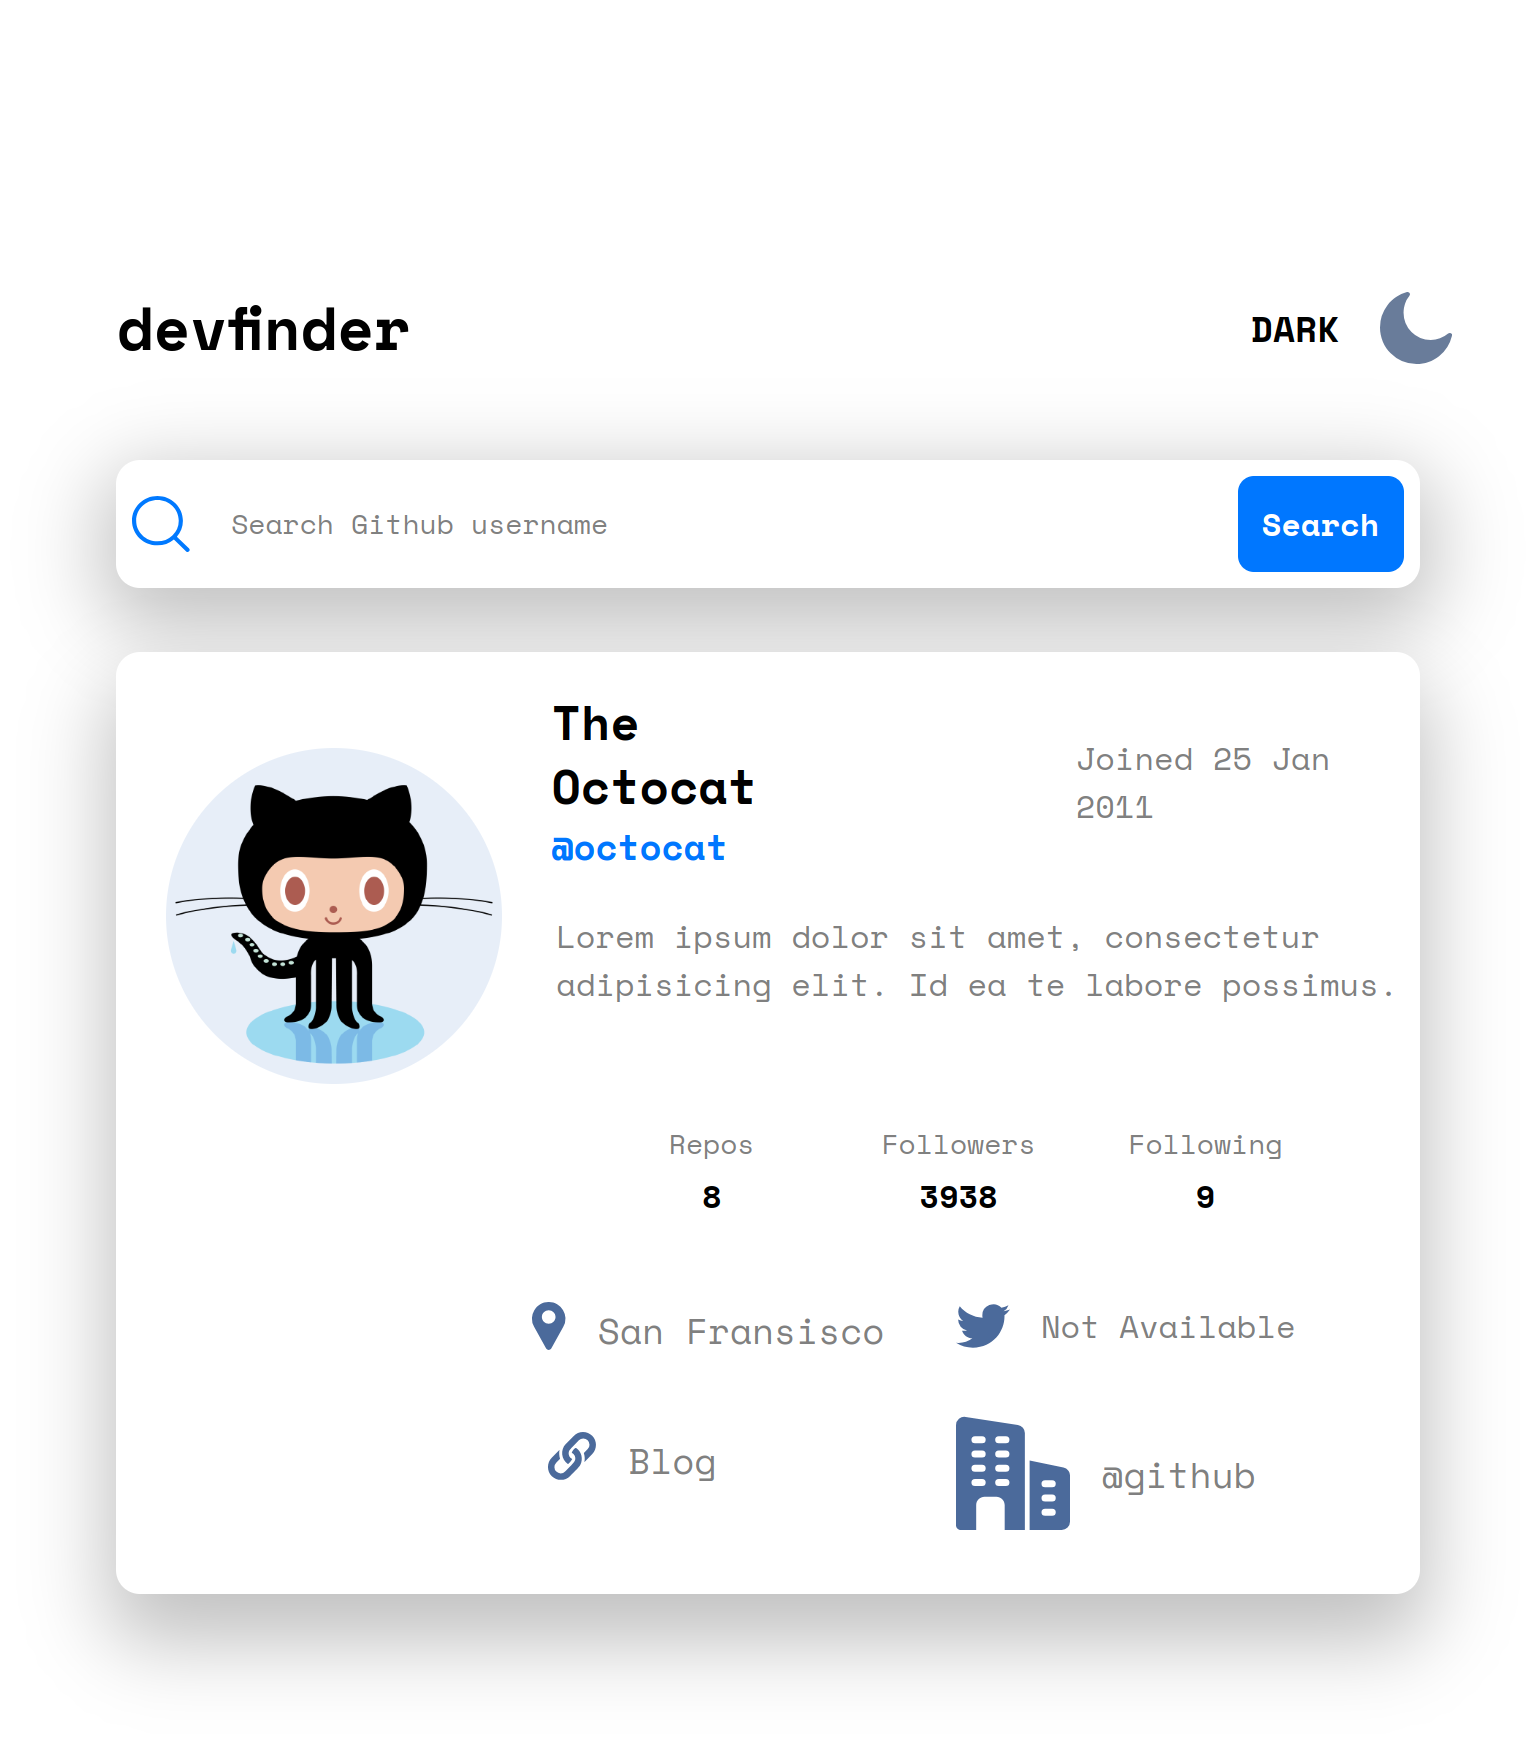 devfinder
DARK
Search Github username
Search
The
Octocat
@octocat
Joined 25 Jan
2011
Lorem ipsum dolor sit amet, consectetur
adipisicing elit. Id ea te labore possimus.
Repos
Followers
Following
8
3938
9
San Fransisco
Not Available
Blog
@github